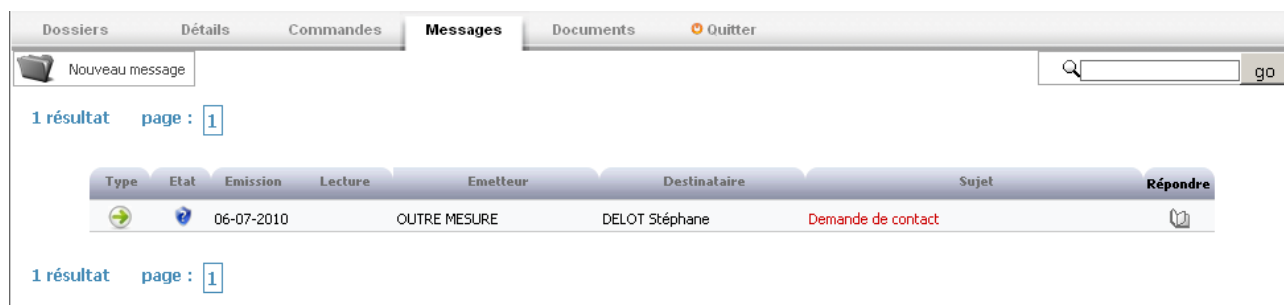 Dossiers Détails Commandes Messages Documents Quitter
Nouveau message go
1 résultat page : 1
Type Etat Emission Lecture Emetteur Destinataire Sujet Répondre
06-07-2010 OUTRE MESURE DELOT Stéphane Demande de contact
1 résultat page : 1